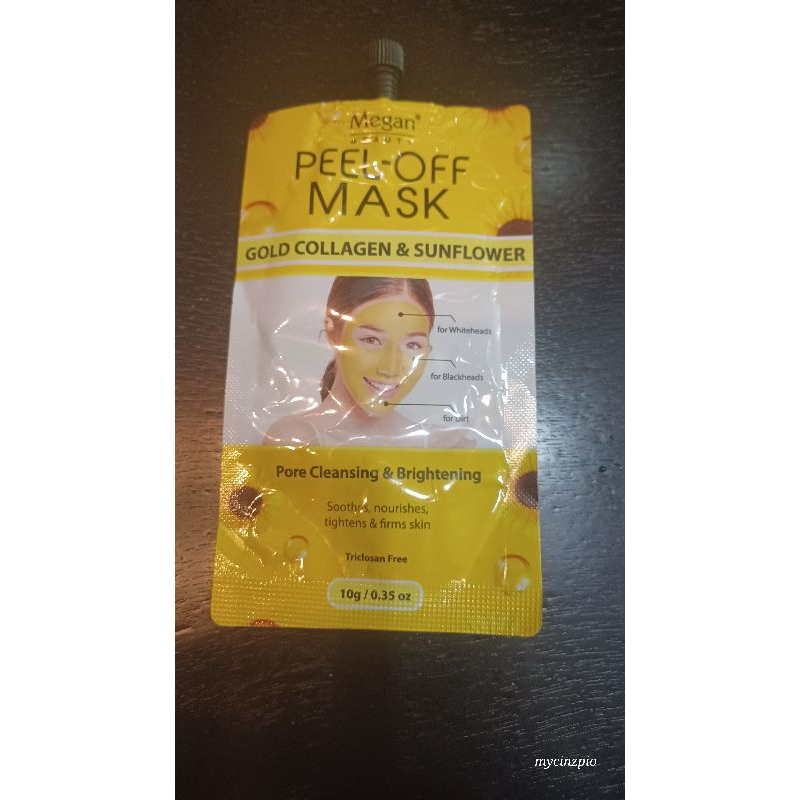 Megan®
BEAUTY
PEEL-OFF
MASK
GOLD COLLAGEN & SUNFLOWER
for Whiteheads
for Blackheads
for Dirt
Pore Cleansing & Brightening
Soothes, nourishes,
tightens & firms skin
Triclosan Free
10g / 0.35 oz
mycinzpio